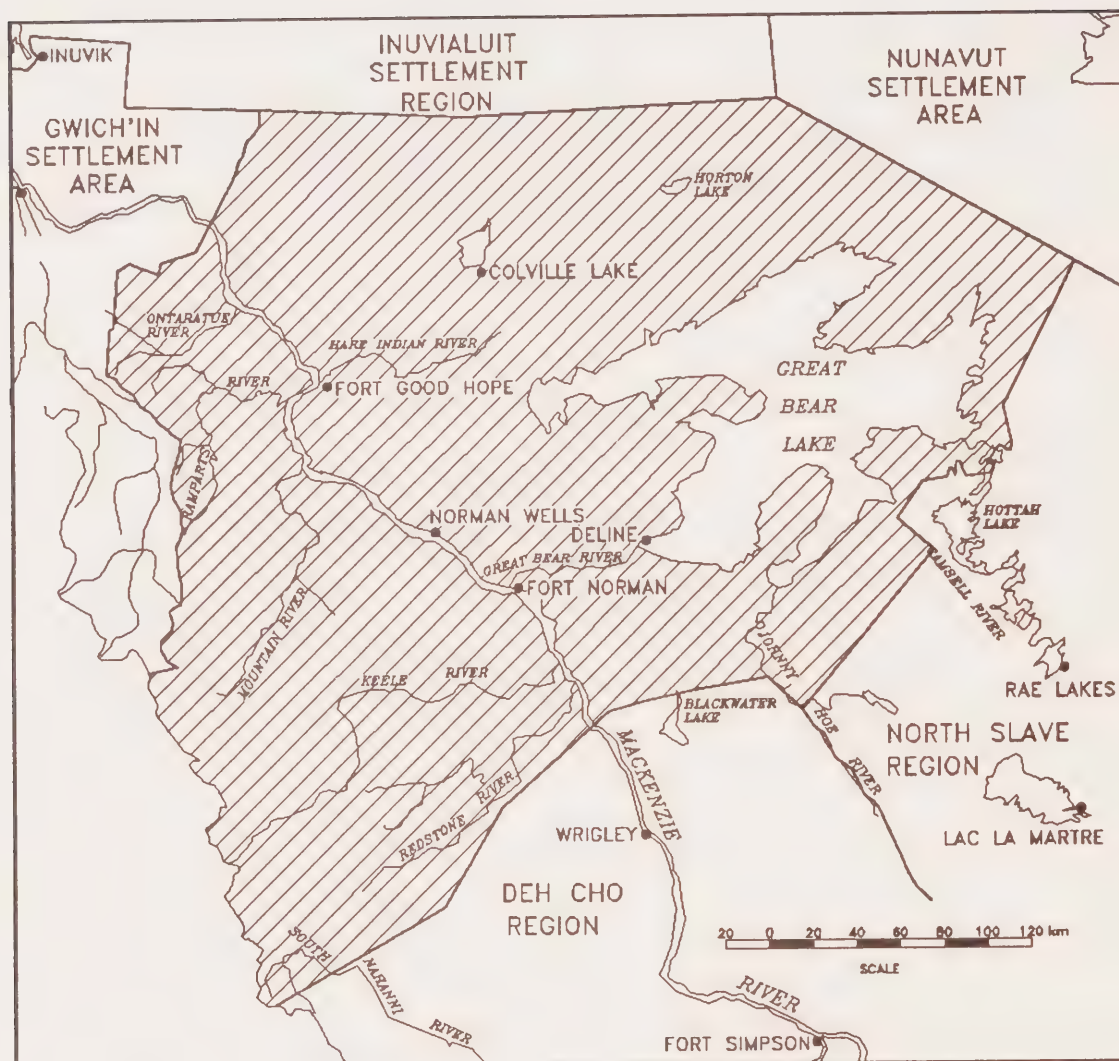 INUVIK
INUVIALUIT
SETTLEMENT
REGION
NUNAVUT
SETTLEMENT
AREA
GWICH'IN
SETTLEMENT
AREA
HORTON
LAKE
COLVILLE LAKE
ONTARATUE
RIVER
HARE INDIAN RIVER
RIVER
FORT GOOD HOPE
GREAT
BEAR
LAKE
RAMPARTS
NORMAN WELLS
DELINE
GREAT BEAR RIVER
FORT NORMAN
HOTTAH
LAKE
CAMSELL RIVER
MOUNTAIN RIVER
KEELE RIVER
JOHNNY
HOE
RIVER
BLACKWATER
LAKE
RAE LAKES
NORTH SLAVE
REGION
MACKENZIE
REDSTONE RIVER
WRIGLEY
LAC LA MARTRE
DEH CHO
REGION
20 0 20 40 60 80 100 120 km
SCALE
SOUTH
NAHANNI
RIVER
RIVER
FORT SIMPSON